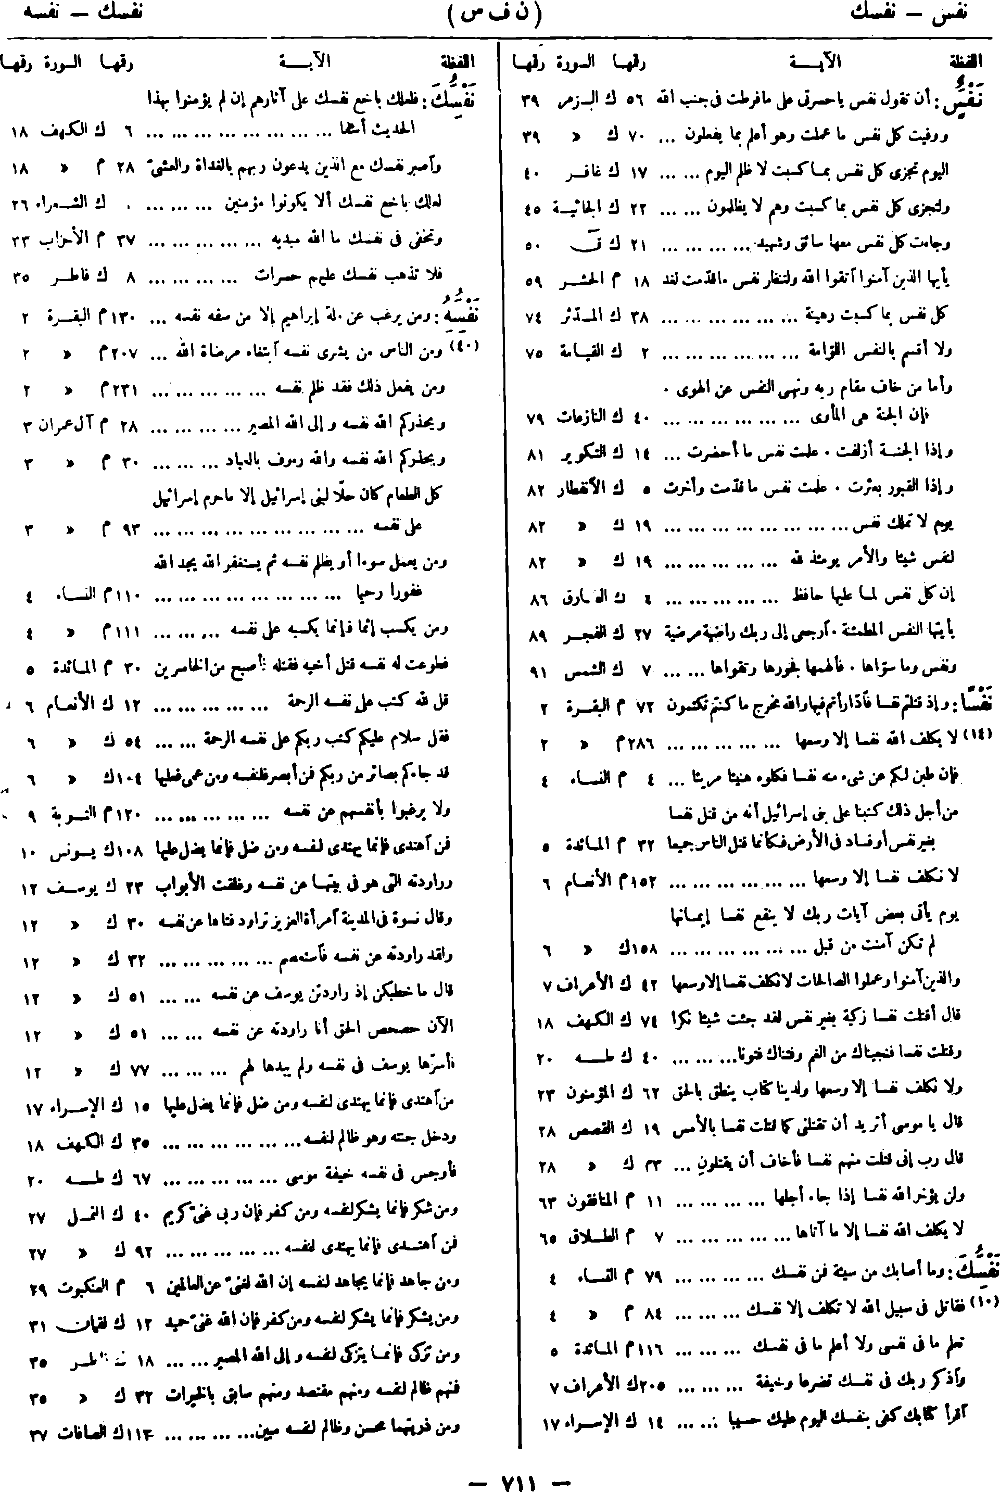 نفس — نفسك
( ن ف س )
نفسك — نفسه
اللفظة الآيــة رقمها السورة رقمها
نَفْسٌ : أن تقول نفس ياحسرتى على مافرطت فى جنب الله ٥٦ ك الزمر ٣٩
ووفيت كل نفس ما عملت وهو أعلم بما يفعلون ... ٧٠ ك » ٣٩
اليوم تجزى كل نفس بما كسبت لا ظلم اليوم ... ... ١٧ ك غافر ٤٠
ولتجزى كل نفس بما كسبت وهم لا يظلمون ... ... ٢٢ ك الجاثية ٤٥
وجاءت كل نفس معها سائق وشهيد ... ... ... ... ٢١ ك قٓ ٥٠
يأيها الذين آمنوا اتقوا الله ولتنظر نفس ماقدمت لغد ١٨ م الحشر ٥٩
كل نفس بما كسبت رهينة ... ... ... ... ... ... ٣٨ ك المدّثر ٧٤
ولا أقسم بالنفس اللوّامة ... ... ... ... ... ... ٢ ك القيامة ٧٥
وأما من خاف مقام ربه ونهى النفس عن الهوى ٠
فإن الجنة هى المأوى ... ... ... ... ... ... ٤٠ ك النازعات ٧٩
وإذا الجنة أزلفت ٠ علمت نفس ما أحضرت ... ١٤ ك التكوير ٨١
وإذا القبور بعثرت ٠ علمت نفس ماقدّمت وأخرت ٥ ك الانفطار ٨٢
يوم لا تملك نفس ... ... ... ... ... ... ... ١٩ ك » ٨٢
لنفس شيئا والأمر يومئذ لله ... ... ... ... ... ١٩ ك » ٨٢
إن كل نفس لما عليها حافظ ... ... ... ... ... ٤ ك الطارق ٨٦
يأيتها النفس المطمئنة ٠ ارجعى إلى ربك راضية مرضية ٢٧ ك الفجر ٨٩
ونفس وما سوّاها ٠ فألهمها فجورها وتقواها ... ... ٧ ك الشمس ٩١
نَفْسًا : وإذ قتلتم نفسا فادّارأتم فيها والله مخرج ما كنتم تكتمون ٧٢ م البقرة ٢
(١٤) لا يكلف الله نفسا إلا وسعها ... ... ... ... ... ٢٨٦ م » ٢
فإن طبن لكم عن شىء منه نفسا فكلوه هنيئا مريئا ... ٤ م النساء ٤
من أجل ذلك كتبنا على بنى إسرائيل أنه من قتل نفسا
بغير نفس أو فساد فى الأرض فكأنما قتل الناس جميعا ٣٢ م المائدة ٥
لا نكلف نفسا إلا وسعها ... ... ... ... ... ... ١٥٢ م الأنعام ٦
يوم يأتى بعض آيات ربك لا ينفع نفسا إيمانها
لم تكن آمنت من قبل ... ... ... ... ... ... ١٥٨ ك » ٦
والذين آمنوا وعملوا الصالحات لا نكلف نفسا إلا وسعها ٤٢ ك الأعراف ٧
قال أقتلت نفسا زكية بغير نفس لقد جئت شيئا نكرا ٧٤ ك الكهف ١٨
وقتلت نفسا فنجيناك من الغم وفتناك فتونا... ... ... ٤٠ ك طــه ٢٠
ولا نكلف نفسا إلا وسعها ولدينا كتاب ينطق بالحق ٦٢ ك المؤمنون ٢٣
قال يا موسى أتريد أن تقتلنى كما قتلت نفسا بالأمس ١٩ ك القصص ٢٨
قال رب إنى قتلت منهم نفسا فأخاف أن يقتلون ... ٣٣ ك » ٢٨
ولن يؤخر الله نفسا إذا جاء أجلها ... ... ... ... ١١ م المنافقون ٦٣
لا يكلف الله نفسا إلا ما آتاها ... ... ... ... ... ٧ م الطلاق ٦٥
نَفْسِكَ : وما أصابك من سيئة فمن نفسك ... ... ... ... ٧٩ م النساء ٤
(١٠) فقاتل فى سبيل الله لا تكلف إلا نفسك ... ... ... ٨٤ م » ٤
تعلم ما فى نفسى ولا أعلم ما فى نفسك ... ... ... ١١٦ م المائدة ٥
وأذكر ربك فى نفسك تضرعا وخيفة ... ... ... ٢٠٥ ك الأعراف ٧
اقرأ كتابك كفى بنفسك اليوم عليك حسيبا ... ... ١٤ ك الإسراء ١٧
اللفظة الآيــة رقمها السورة رقمها
نَفْسُكَ : فلعلك باخع نفسك على آثارهم إن لم يؤمنوا بهذا
الحديث أسفا ... ... ... ... ... ... ... ... ٦ ك الكهف ١٨
واصبر نفسك مع الذين يدعون ربهم بالغداة والعشىّ ٢٨ م » ١٨
لعلك باخع نفسك ألا يكونوا مؤمنين ... ... ... ك الشعراء ٢٦
وتخفى فى نفسك ما الله مبديه ... ... ... ... ... ٣٧ م الأحزاب ٣٣
فلا تذهب نفسك عليهم حسرات ... ... ... ... ٨ ك فاطر ٣٥
نَفْسَهُ : ومن يرغب عن ملة إبراهيم إلا من سفه نفسه ... ١٣٠ م البقرة ٢
(٤٠) ومن الناس من يشرى نفسه ابتغاء مرضاة الله ... ٢٠٧ م » ٢
ومن يفعل ذلك فقد ظلم نفسه ... ... ... ... ... ٢٣١ م » ٢
ويحذركم الله نفسه وإلى الله المصير ... ... ... ... ٢٨ م آل عمران ٣
ويحذركم الله نفسه والله رءوف بالعباد ... ... ... ٣٠ م » ٣
كل الطعام كان حلّا لبنى إسرائيل إلا ماحرم إسرائيل
على نفسه ... ... ... ... ... ... ... ... ... ٩٣ م » ٣
ومن يعمل سوءا أو يظلم نفسه ثم يستغفر الله يجد الله
غفورا رحيما ... ... ... ... ... ... ... ... ١١٠ م النساء ٤
ومن يكسب إثما فإنما يكسبه على نفسه ... ... ... ١١١ م » ٤
فطوعت له نفسه قتل أخيه فقتله فأصبح من الخاسرين ٣٠ م المائدة ٥
قل لله كتب على نفسه الرحمة ... ... ... ... ... ١٢ ك الأنعام ٦
فقل سلام عليكم كتب ربكم على نفسه الرحمة ... ... ٥٤ ك » ٦
قد جاءكم بصائر من ربكم فمن أبصر فلنفسه ومن عمى فعليها ١٠٤ ك » ٦
ولا يرغبوا بأنفسهم عن نفسه ... ... ... ... ... ١٢٠ م التوبة ٩
فمن اهتدى فإنما يهتدى لنفسه ومن ضل فإنما يضل عليها ١٠٨ ك يونس ١٠
وراودته التى هو فى بيتها عن نفسه وغلقت الأبواب ٢٣ ك يوسف ١٢
وقال نسوة فى المدينة امرأة العزيز تراود فتاها عن نفسه ٣٠ ك » ١٢
ولقد راودته عن نفسه فاستعصم ... ... ... ... ... ٣٢ ك » ١٢
قال ما خطبكن إذ راودتن يوسف عن نفسه ... ... ٥١ ك » ١٢
الآن حصحص الحق أنا راودته عن نفسه ... ... ٥١ ك » ١٢
فأسرّها يوسف فى نفسه ولم يبدها لهم ... ... ... ٧٧ ك » ١٢
من اهتدى فإنما يهتدى لنفسه ومن ضل فإنما يضل عليها ١٥ ك الإسراء ١٧
ودخل جنته وهو ظالم لنفسه ... ... ... ... ... ... ٣٥ ك الكهف ١٨
فأوجس فى نفسه خيفة موسى ... ... ... ... ... ٦٧ ك طــه ٢٠
ومن شكر فإنما يشكر لنفسه ومن كفر فإن ربى غنىّ كريم ٤٠ ك النمل ٢٧
فمن اهتدى فإنما يهتدى لنفسه ... ... ... ... ... ٩٢ ك » ٢٧
ومن جاهد فإنما يجاهد لنفسه إن الله لغنىّ عن العالمين ٦ م العنكبوت ٢٩
ومن يشكر فإنما يشكر لنفسه ومن كفر فإن الله غنىّ حميد ١٢ ك لقمان ٣١
ومن تزكى فإنما يتزكى لنفسه وإلى الله المصير ... ... ١٨ ك فاطر ٣٥
فمنهم ظالم لنفسه ومنهم مقتصد ومنهم سابق بالخيرات ٣٢ ك » ٣٥
ومن ذريتهما محسن وظالم لنفسه مبين... ... ... ... ١١٣ ك الصافات ٣٧
— ٧١١ —